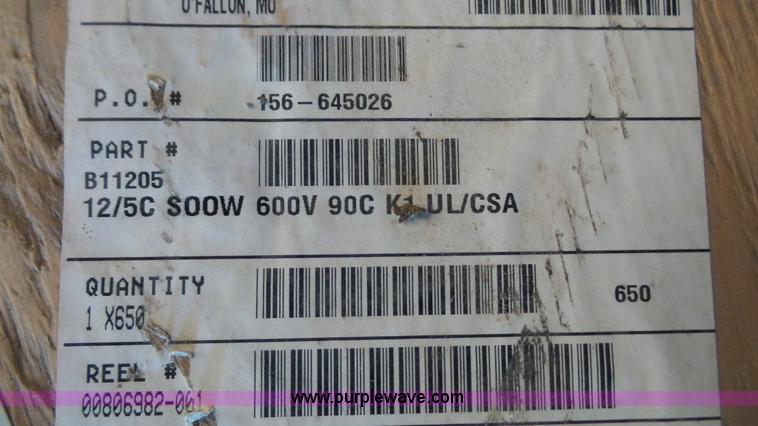 O'FALLON, MO
P.O. # 156-645026
PART #
B11205
12/5C SOOW 600V 90C K1 UL/CSA
QUANTITY 650
1 X650
REEL #
00806982-001
www.purplewave.com